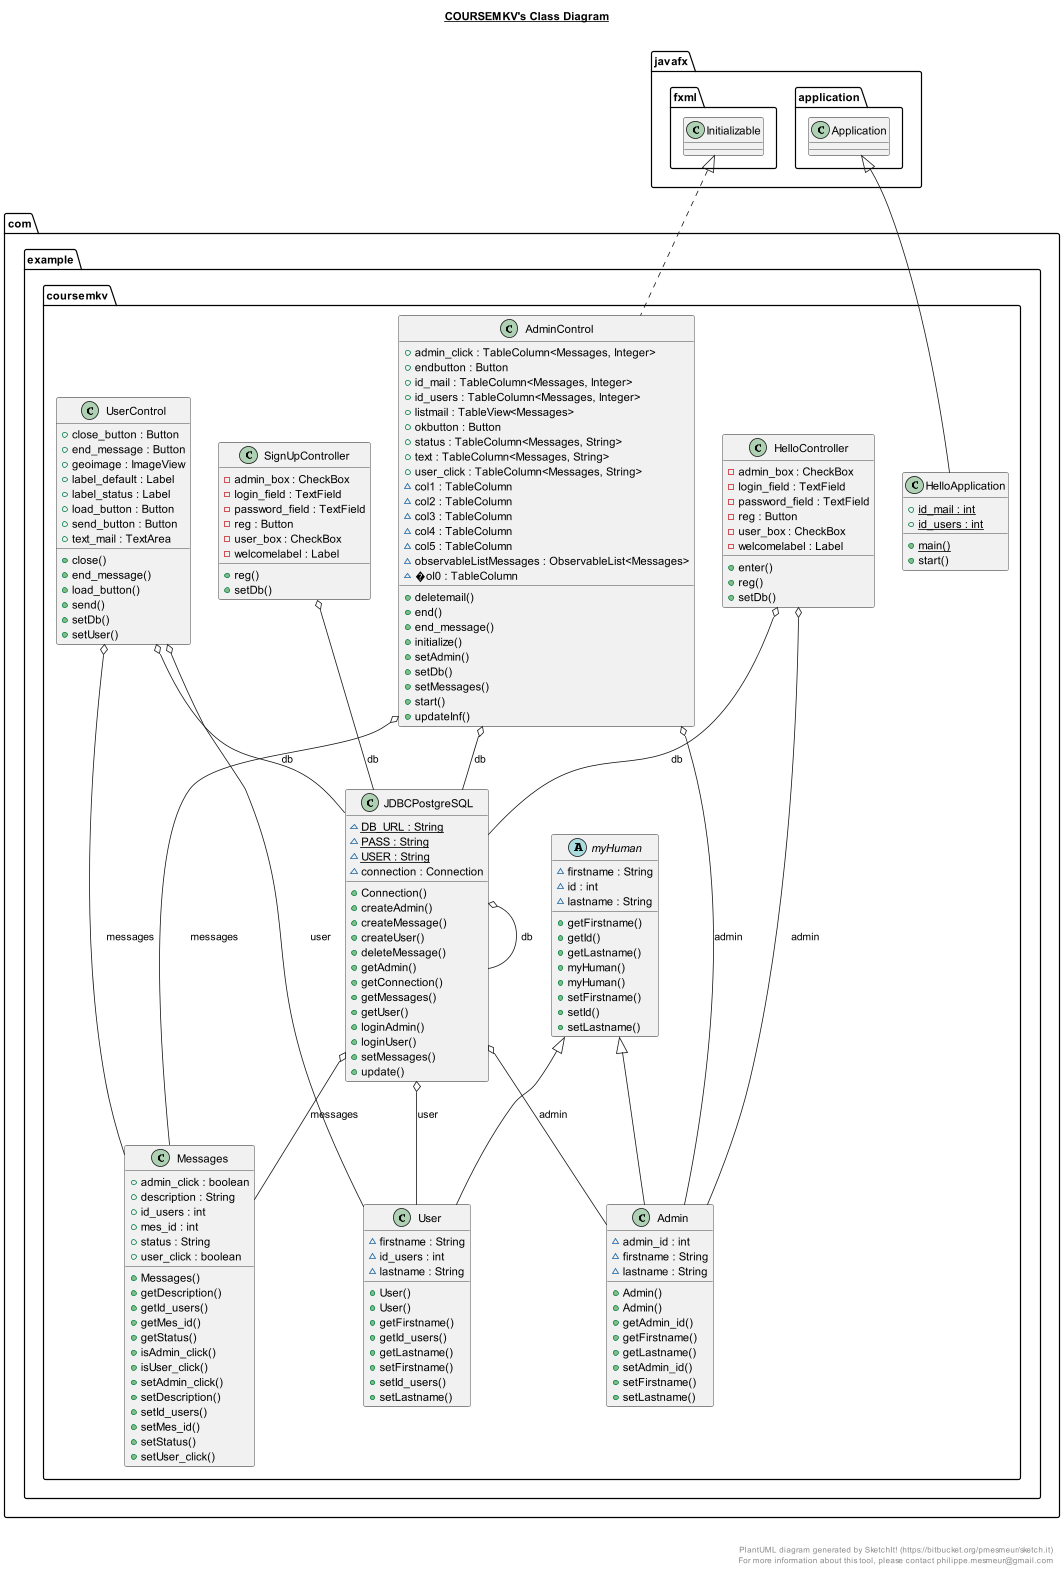 COURSEMKV's Class Diagram
javafx
fxml
application
C Initializable
C Application
com
example
coursemkv
C AdminControl
admin_click : TableColumn<Messages, Integer>
endbutton : Button
id_mail : TableColumn<Messages, Integer>
id_users : TableColumn<Messages, Integer>
listmail : TableView<Messages>
okbutton : Button
status : TableColumn<Messages, String>
text : TableColumn<Messages, String>
user_click : TableColumn<Messages, String>
col1 : TableColumn
col2 : TableColumn
col3 : TableColumn
col4 : TableColumn
col5 : TableColumn
observableListMessages : ObservableList<Messages>
�ol0 : TableColumn
deletemail()
end()
end_message()
initialize()
setAdmin()
setDb()
setMessages()
start()
updateInf()
C UserControl
close_button : Button
end_message : Button
geoimage : ImageView
label_default : Label
label_status : Label
load_button : Button
send_button : Button
text_mail : TextArea
close()
end_message()
load_button()
send()
setDb()
setUser()
C SignUpController
admin_box : CheckBox
login_field : TextField
password_field : TextField
reg : Button
user_box : CheckBox
welcomelabel : Label
reg()
setDb()
C HelloController
admin_box : CheckBox
login_field : TextField
password_field : TextField
reg : Button
user_box : CheckBox
welcomelabel : Label
enter()
reg()
setDb()
C HelloApplication
id_mail : int
id_users : int
main()
start()
db
db
db
db
C JDBCPostgreSQL
DB_URL : String
PASS : String
USER : String
connection : Connection
Connection()
createAdmin()
createMessage()
createUser()
deleteMessage()
getAdmin()
getConnection()
getMessages()
getUser()
loginAdmin()
loginUser()
setMessages()
update()
A myHuman
firstname : String
id : int
lastname : String
getFirstname()
getId()
getLastname()
myHuman()
myHuman()
setFirstname()
setId()
setLastname()
messages
messages
user
db
admin
admin
messages
user
admin
C Messages
admin_click : boolean
description : String
id_users : int
mes_id : int
status : String
user_click : boolean
Messages()
getDescription()
getId_users()
getMes_id()
getStatus()
isAdmin_click()
isUser_click()
setAdmin_click()
setDescription()
setId_users()
setMes_id()
setStatus()
setUser_click()
C User
firstname : String
id_users : int
lastname : String
User()
User()
getFirstname()
getId_users()
getLastname()
setFirstname()
setId_users()
setLastname()
C Admin
admin_id : int
firstname : String
lastname : String
Admin()
Admin()
getAdmin_id()
getFirstname()
getLastname()
setAdmin_id()
setFirstname()
setLastname()
PlantUML diagram generated by SketchIt! (https://bitbucket.org/pmesmeur/sketch.it)
For more information about this tool, please contact philippe.mesmeur@gmail.com